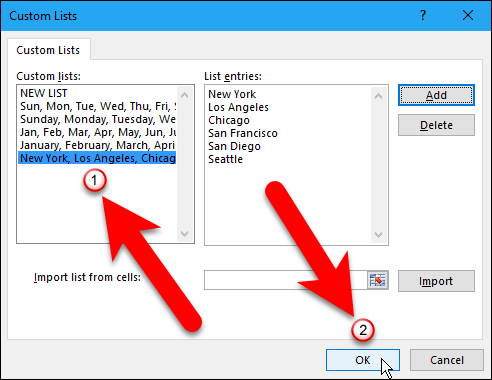 Custom Lists
?
Custom Lists
Custom lists:
NEW LIST
Sun, Mon, Tue, Wed, Thu, Fri, S
Sunday, Monday, Tuesday, Wed
Jan, Feb, Mar, Apr, May, Jun, Ju
January, February, March, April
New York, Los Angeles, Chicag
List entries:
New York
Los Angeles
Chicago
San Francisco
San Diego
Seattle
Add
Delete
1
Import list from cells:
Import
2
OK
Cancel